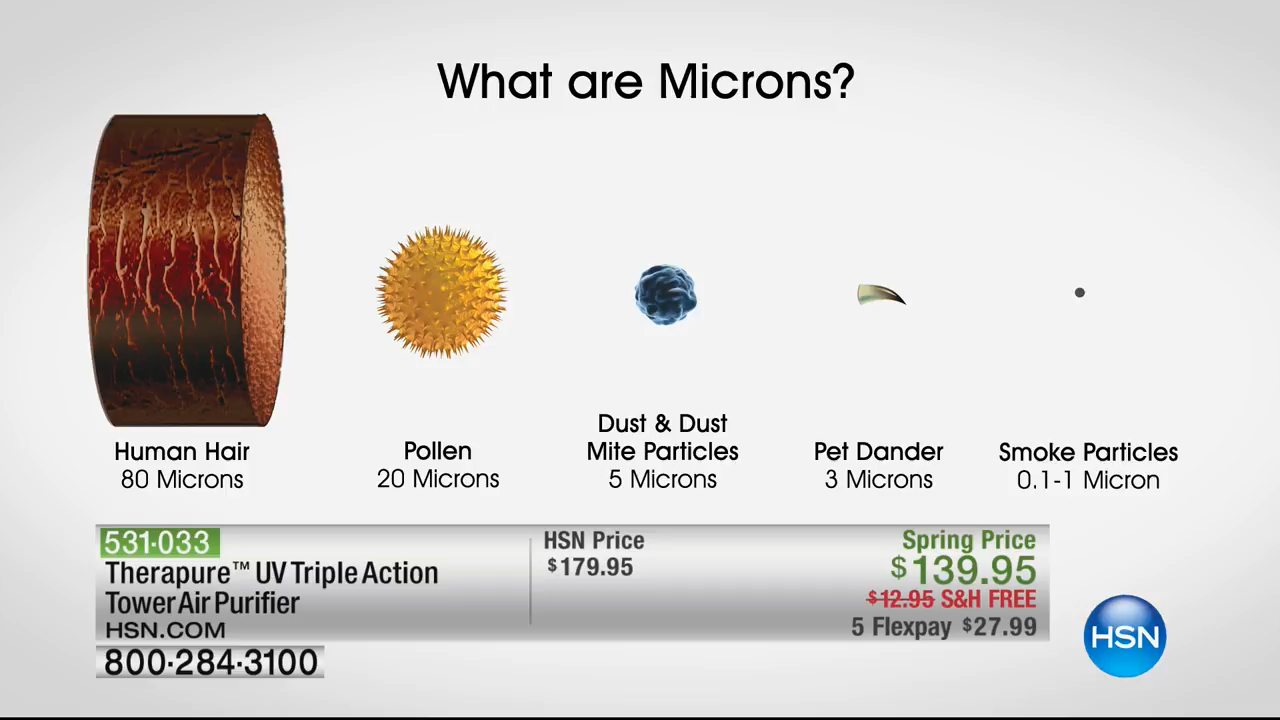 What are Microns?
Human Hair
80 Microns
Pollen
20 Microns
Dust & Dust
Mite Particles
5 Microns
Pet Dander
3 Microns
Smoke Particles
0.1-1 Micron
531·033
Therapure™ UV Triple Action
Tower Air Purifier
HSN.COM
800·284·3100
HSN Price
$179.95
Spring Price
$139.95
$12.95 S&H FREE
5 Flexpay $27.99
HSN